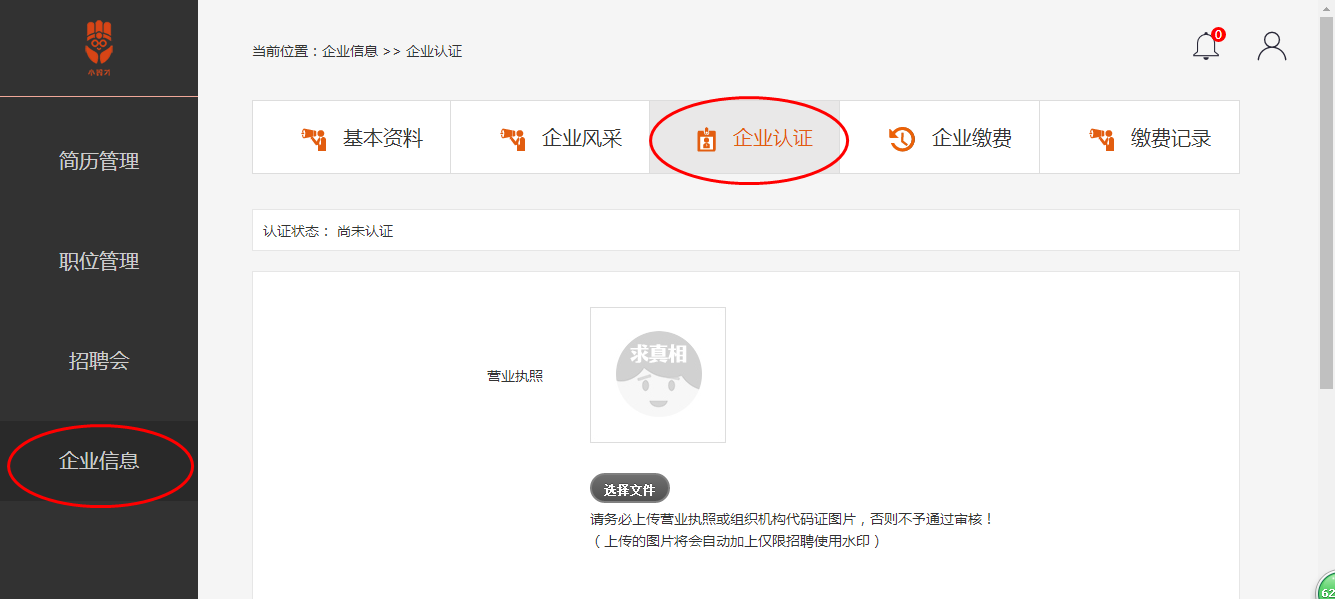 当前位置：企业信息 >> 企业认证
0
简历管理
职位管理
招聘会
企业信息
基本资料
企业风采
企业认证
企业缴费
缴费记录
认证状态： 尚未认证
营业执照
求真相
选择文件
请务必上传营业执照或组织机构代码证图片，否则不予通过审核！
（上传的图片将会自动加上仅限招聘使用水印）
62